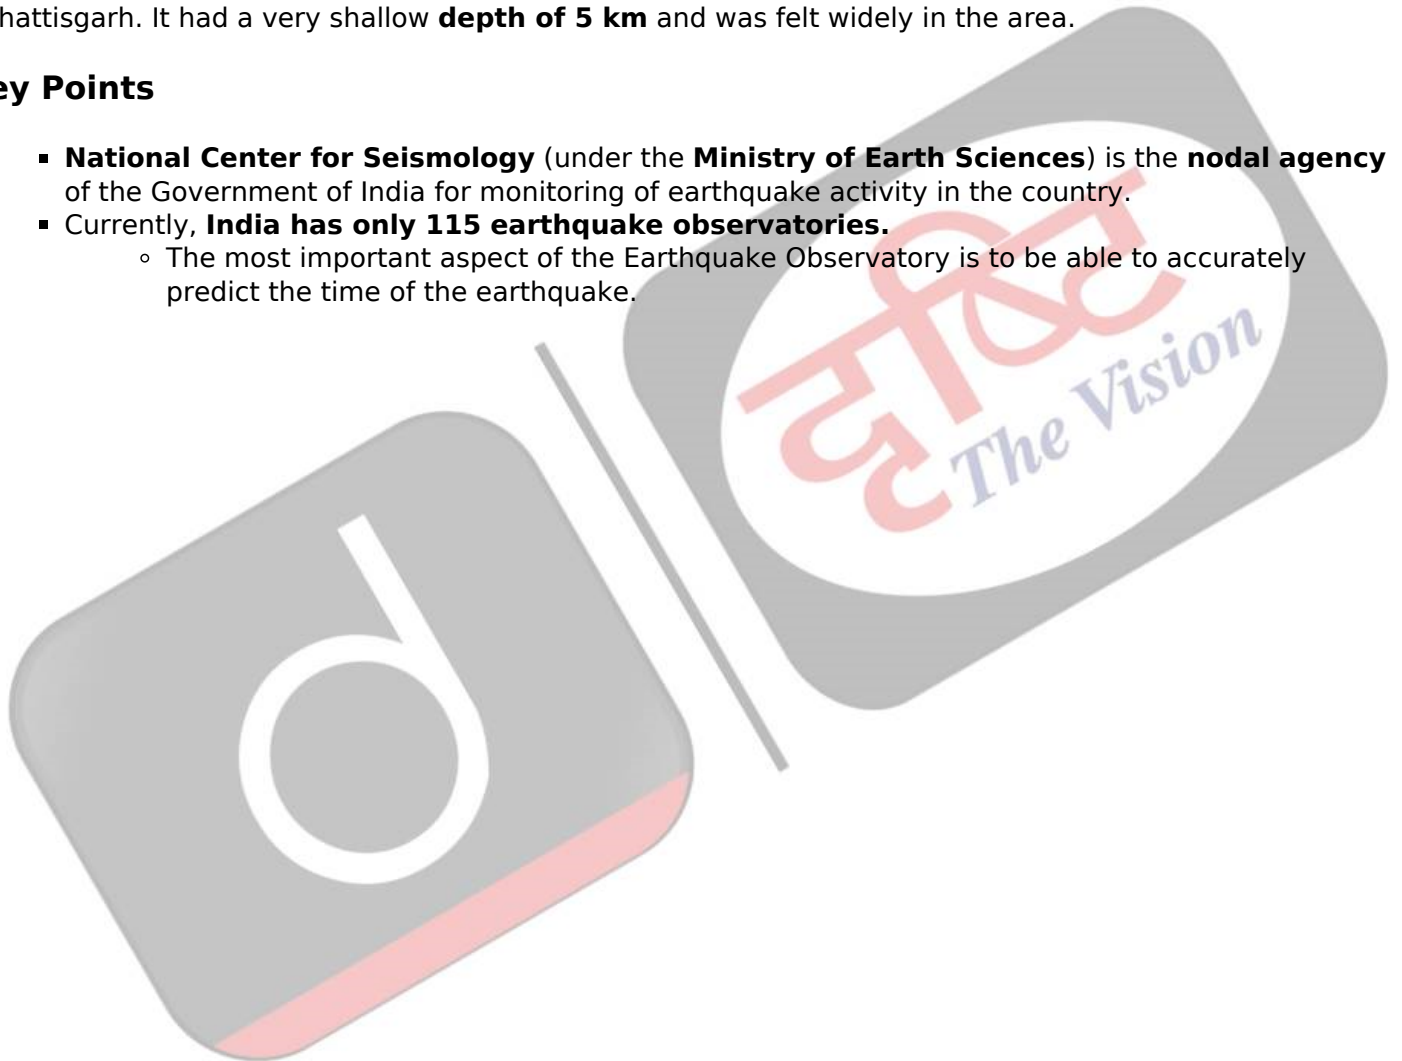 hattisgarh. It had a very shallow depth of 5 km and was felt widely in the area.
ey Points
▪ National Center for Seismology (under the Ministry of Earth Sciences) is the nodal agency
of the Government of India for monitoring of earthquake activity in the country.
▪ Currently, India has only 115 earthquake observatories.
◦ The most important aspect of the Earthquake Observatory is to be able to accurately
predict the time of the earthquake.
दृष्टि
The Vision
d